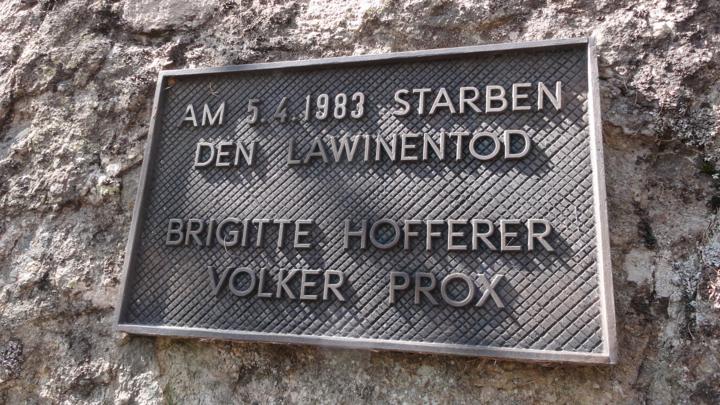 AM 5.4.1983 STARBEN
DEN LAWINENTOD
BRIGITTE HOFFERER
VOLKER PROX